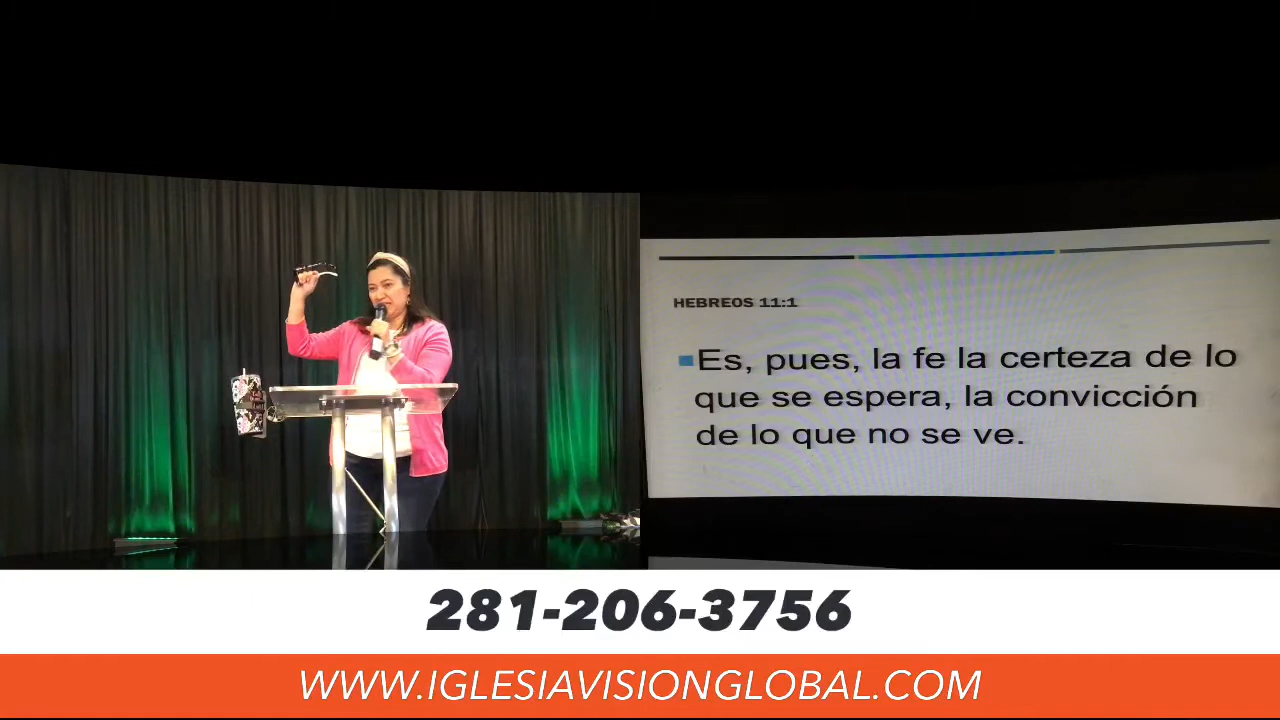 HEBREOS 11:1
Es, pues, la fe la certeza de lo
que se espera, la convicción
de lo que no se ve.
281-206-3756
WWW.IGLESIAVISIONGLOBAL.COM